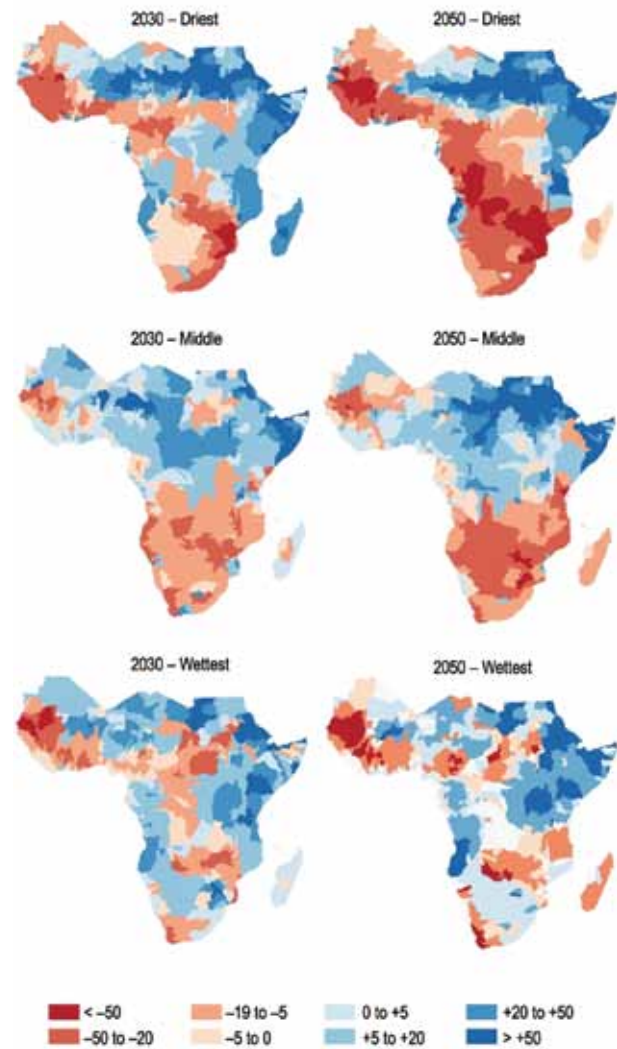 2030 – Driest
2050 – Driest
2030 – Middle
2050 – Middle
2030 – Wettest
2050 – Wettest
< –50
–19 to –5
0 to +5
+20 to +50
–50 to –20
–5 to 0
+5 to +20
> +50